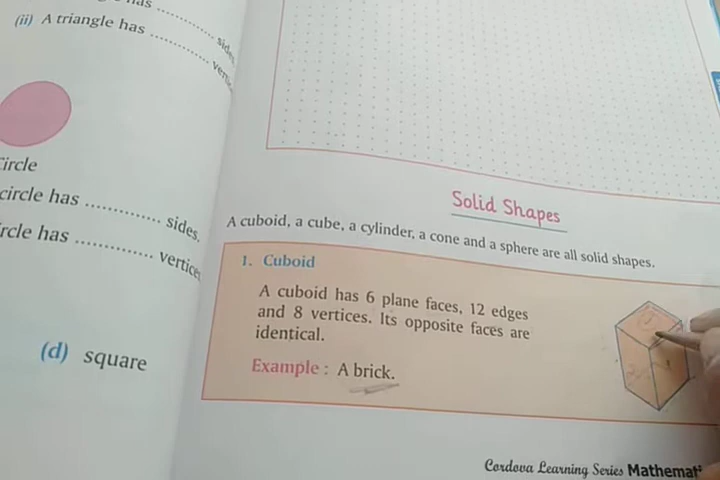 (ii) A triangle has ............ sides
ircle
circle has ............ sides,
rcle has ............
(d) square
Solid Shapes
A cuboid, a cube, a cylinder, a cone and a sphere are all solid shapes.
1. Cuboid
A cuboid has 6 plane faces, 12 edges
and 8 vertices. Its opposite faces are
identical.
Example : A brick.
Cordova Learning Series